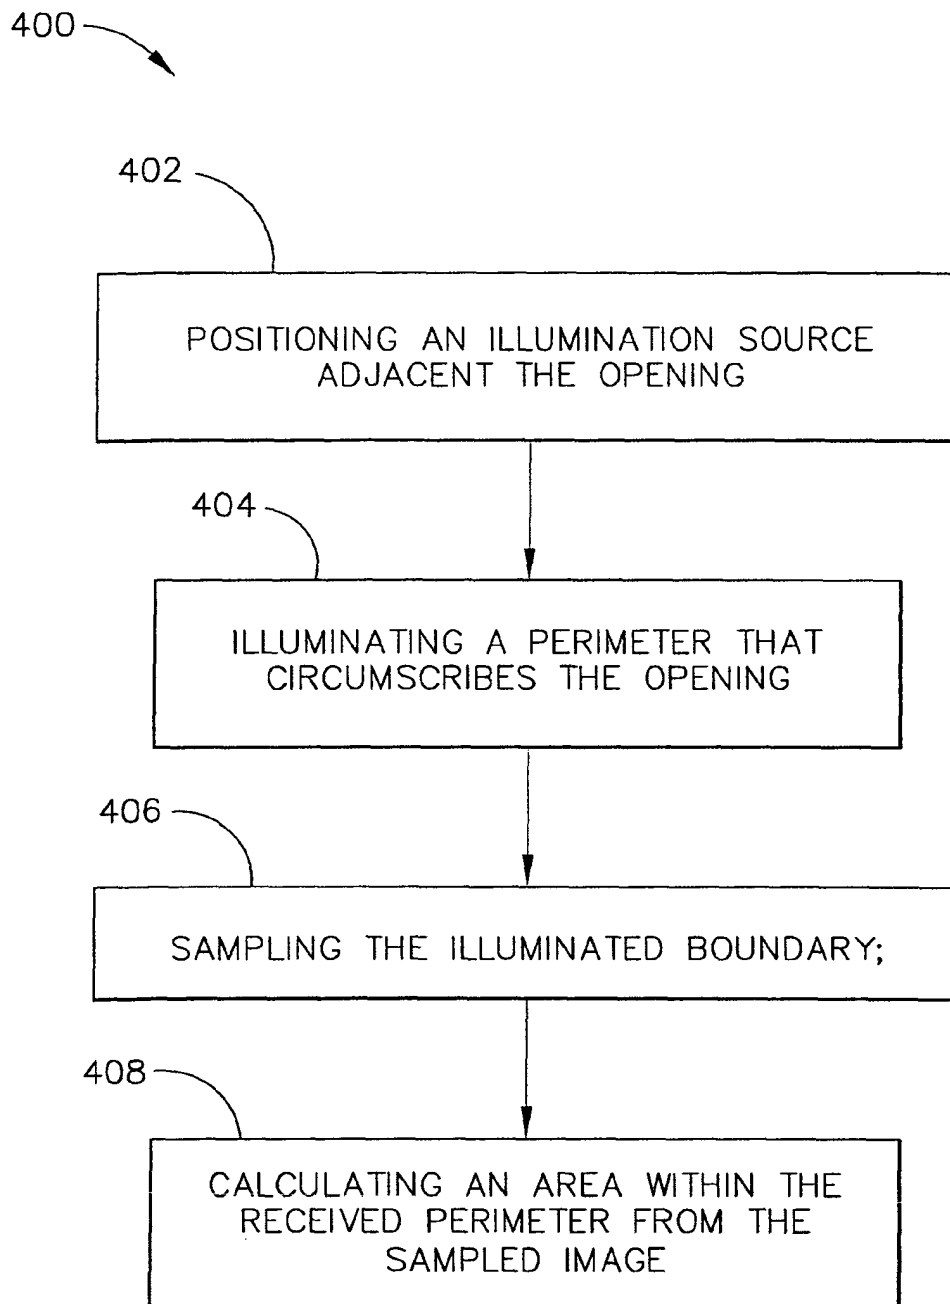 400
402
POSITIONING AN ILLUMINATION SOURCE
ADJACENT THE OPENING
404
ILLUMINATING A PERIMETER THAT
CIRCUMSCRIBES THE OPENING
406
SAMPLING THE ILLUMINATED BOUNDARY;
408
CALCULATING AN AREA WITHIN THE
RECEIVED PERIMETER FROM THE
SAMPLED IMAGE